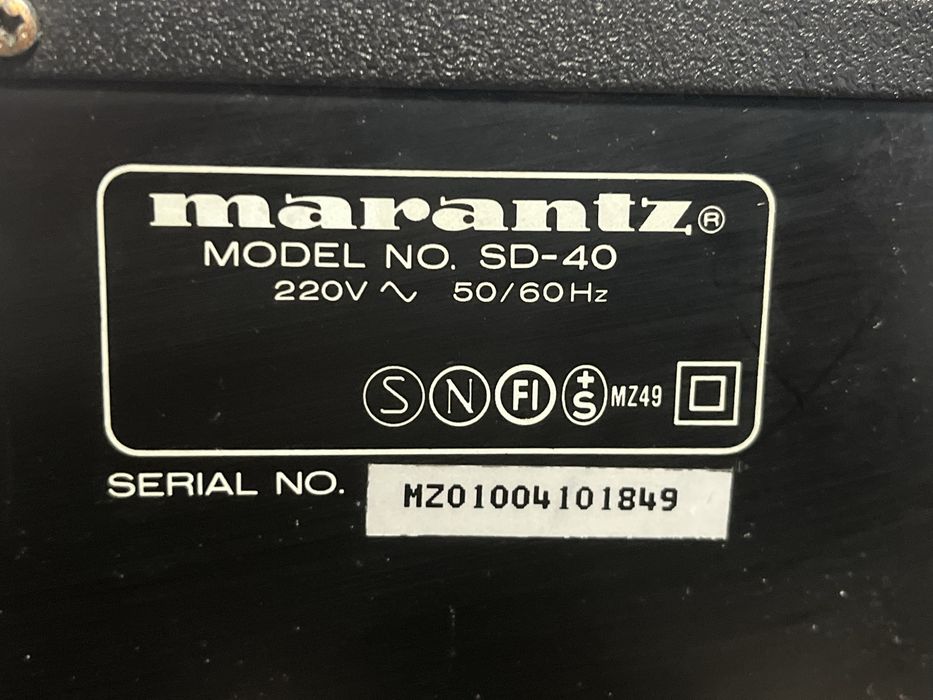 marantz®
MODEL NO. SD-40
220V ∿ 50/60Hz
S N FI +S MZ49
SERIAL NO. MZ01004101849